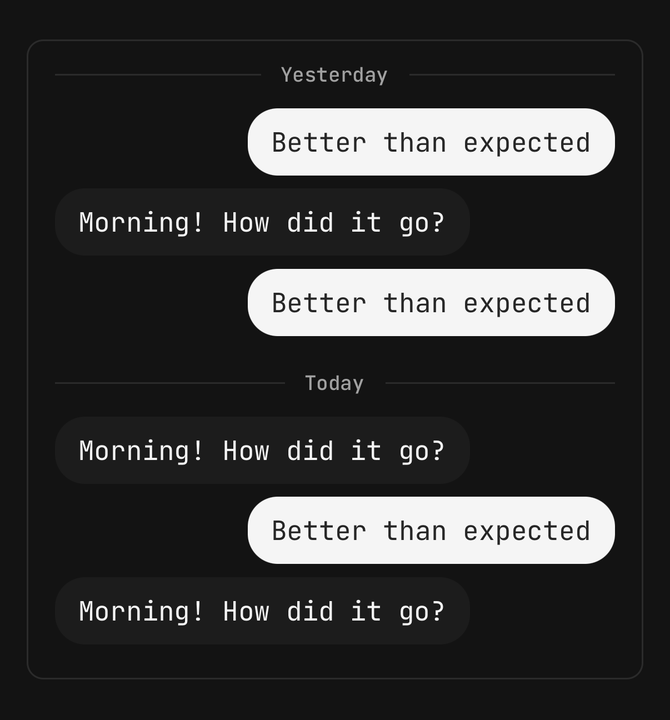 Yesterday
Better than expected
Morning! How did it go?
Better than expected
Today
Morning! How did it go?
Better than expected
Morning! How did it go?